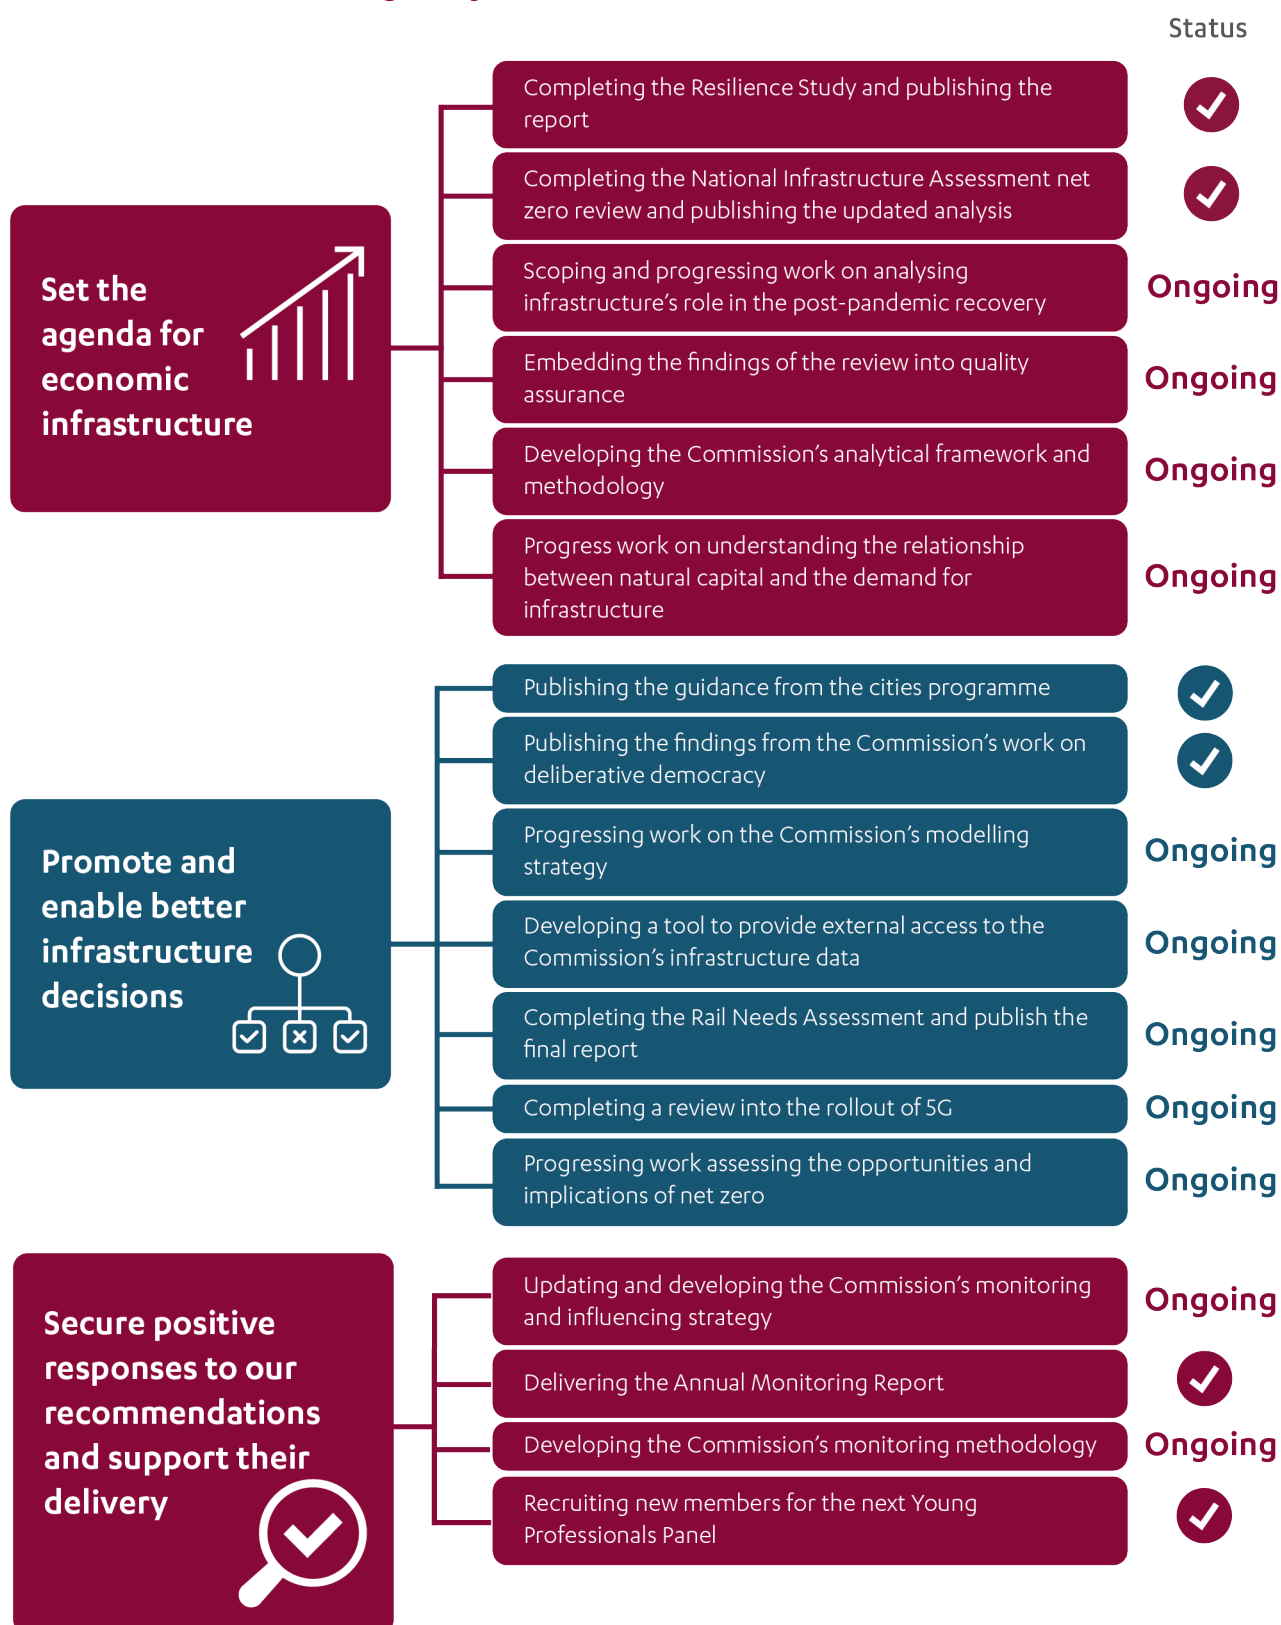 Status
Set the
agenda for
economic
infrastructure
Completing the Resilience Study and publishing the
report
Completing the National Infrastructure Assessment net
zero review and publishing the updated analysis
Scoping and progressing work on analysing
infrastructure’s role in the post-pandemic recovery
Ongoing
Embedding the findings of the review into quality
assurance
Ongoing
Developing the Commission’s analytical framework and
methodology
Ongoing
Progress work on understanding the relationship
between natural capital and the demand for
infrastructure
Ongoing
Promote and
enable better
infrastructure
decisions
Publishing the guidance from the cities programme
Publishing the findings from the Commission’s work on
deliberative democracy
Progressing work on the Commission’s modelling
strategy
Ongoing
Developing a tool to provide external access to the
Commission’s infrastructure data
Ongoing
Completing the Rail Needs Assessment and publish the
final report
Ongoing
Completing a review into the rollout of 5G
Ongoing
Progressing work assessing the opportunities and
implications of net zero
Ongoing
Secure positive
responses to our
recommendations
and support their
delivery
Updating and developing the Commission’s monitoring
and influencing strategy
Ongoing
Delivering the Annual Monitoring Report
Developing the Commission’s monitoring methodology
Ongoing
Recruiting new members for the next Young
Professionals Panel